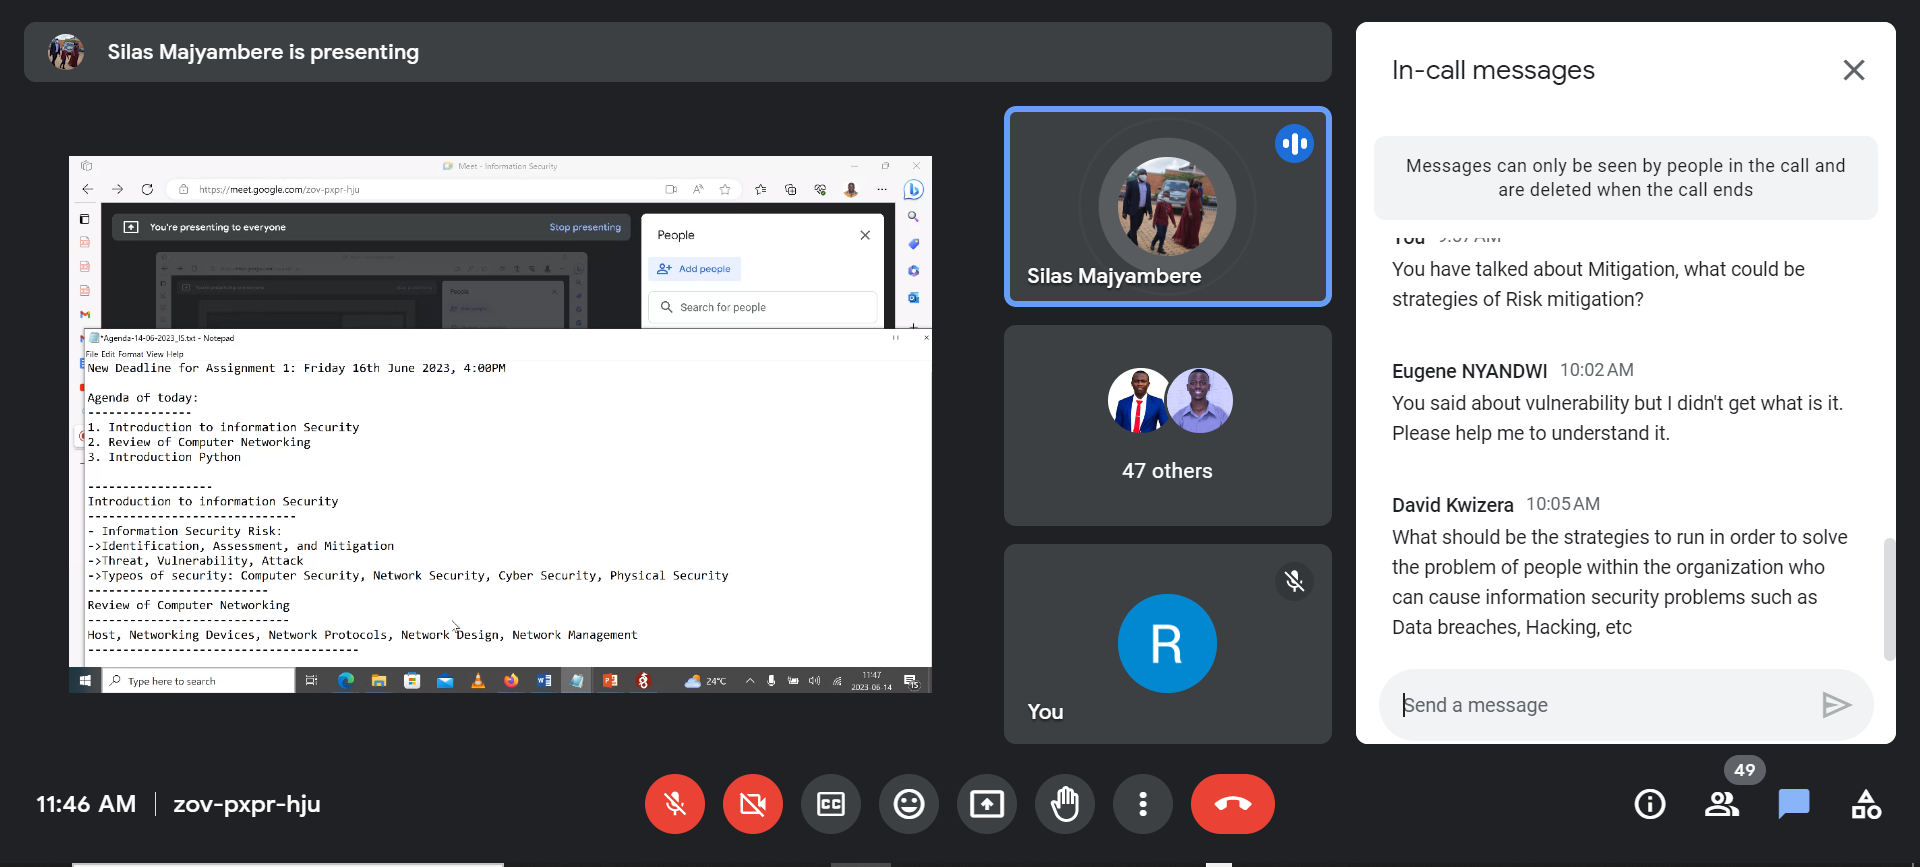 Silas Majyambere is presenting
Meet - Information Security
https://meet.google.com/zov-pxpr-hju
You're presenting to everyone
Stop presenting
People
Add people
Search for people
*Agenda-14-06-2023_IS.txt - Notepad
File Edit Format View Help
New Deadline for Assignment 1: Friday 16th June 2023, 4:00PM
Agenda of today:
---------------
1. Introduction to information Security
2. Review of Computer Networking
3. Introduction Python
------------------
Introduction to information Security
------------------------------
- Information Security Risk:
->Identification, Assessment, and Mitigation
->Threat, Vulnerability, Attack
->Typeos of security: Computer Security, Network Security, Cyber Security, Physical Security
--------------------------
Review of Computer Networking
-----------------------------
Host, Networking Devices, Network Protocols, Network Design, Network Management
---------------------------------------
Type here to search
24°C
11:47
2023-06-14
15
Silas Majyambere
47 others
R
You
In-call messages
Messages can only be seen by people in the call and
are deleted when the call ends
You 9:57 AM
You have talked about Mitigation, what could be
strategies of Risk mitigation?
Eugene NYANDWI 10:02 AM
You said about vulnerability but I didn't get what is it.
Please help me to understand it.
David Kwizera 10:05 AM
What should be the strategies to run in order to solve
the problem of people within the organization who
can cause information security problems such as
Data breaches, Hacking, etc
Send a message
11:46 AM
zov-pxpr-hju
CC
49